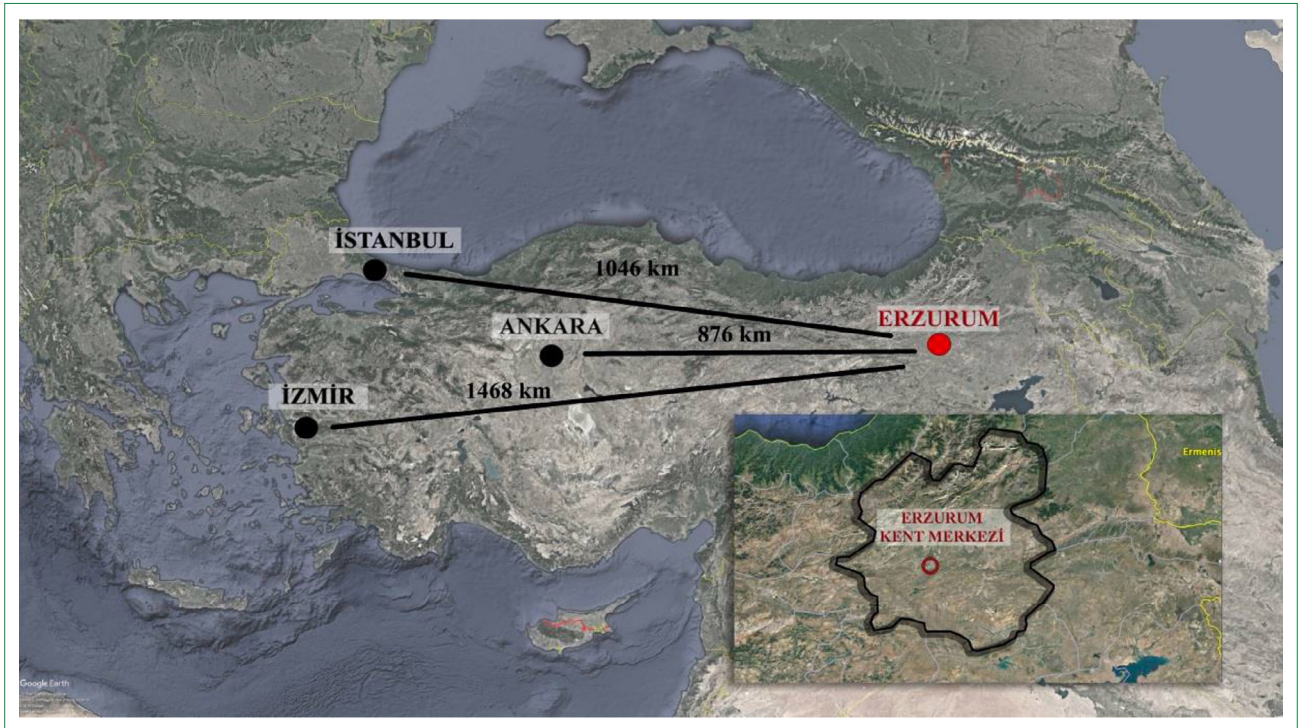 İSTANBUL
1046 km
ERZURUM
ANKARA
876 km
1468 km
İZMİR
Ermenis
ERZURUM
KENT MERKEZİ
Google Earth